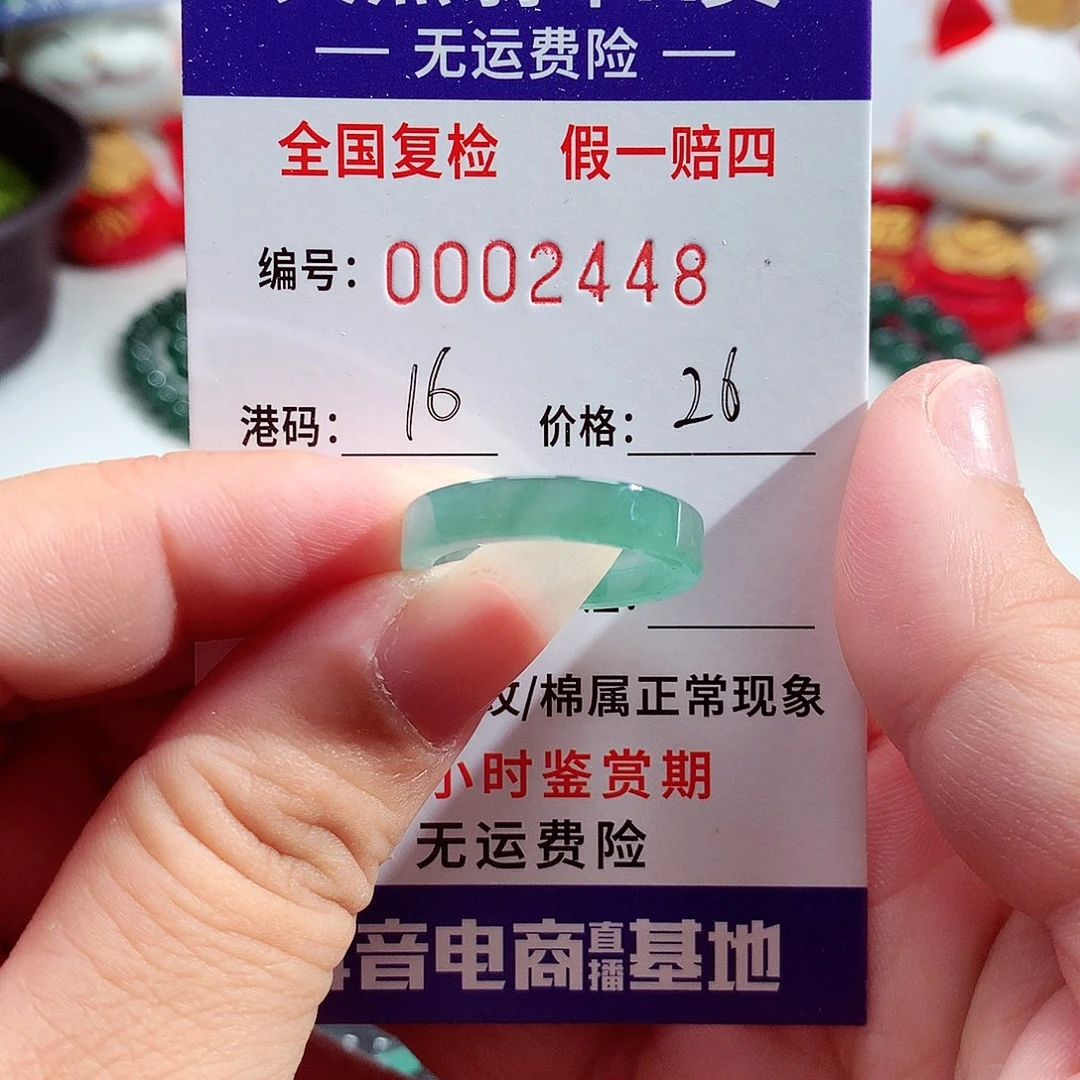 — 无运费险 —
全国复检 假一赔四
编号：0002448
港码：16 价格：26
/棉属正常现象
小时鉴赏期
无运费险
音电商直播基地